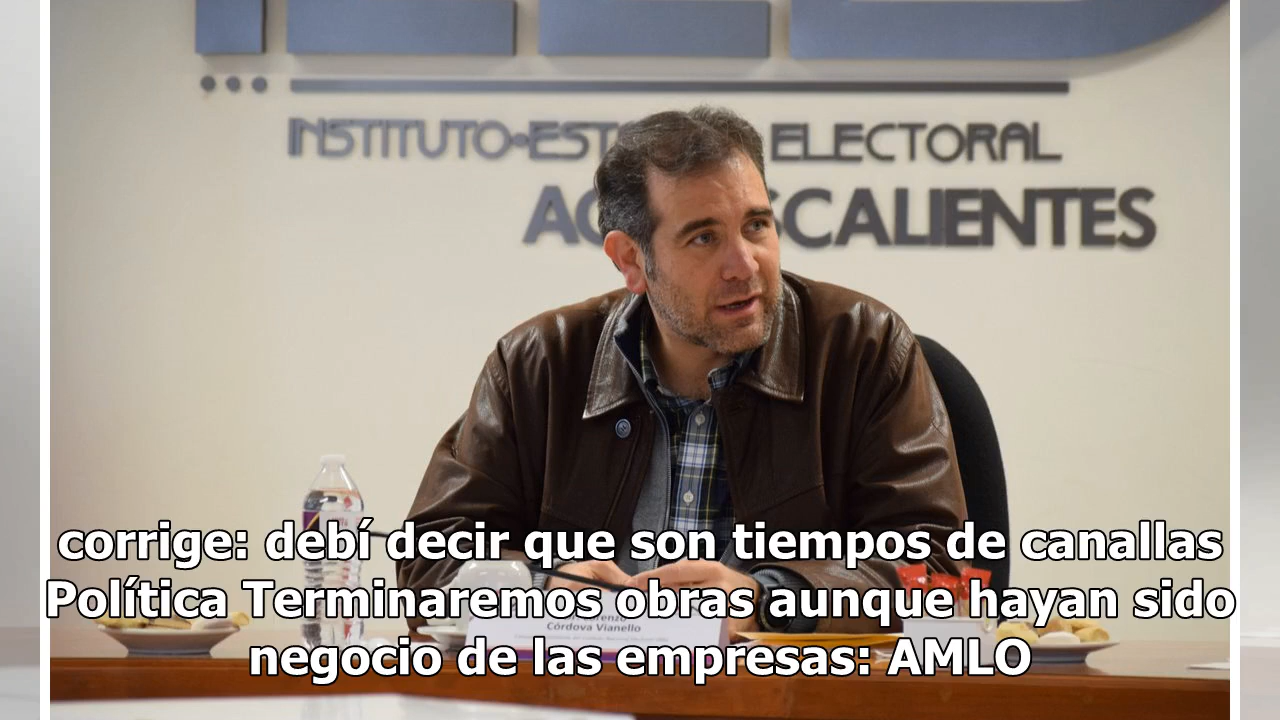 INSTITUTO ELECTORAL
CALIENTES
corrige: debí decir que son tiempos de canallas
Política Terminaremos obras aunque hayan sido
Córdova Vianello
negocio de las empresas: AMLO